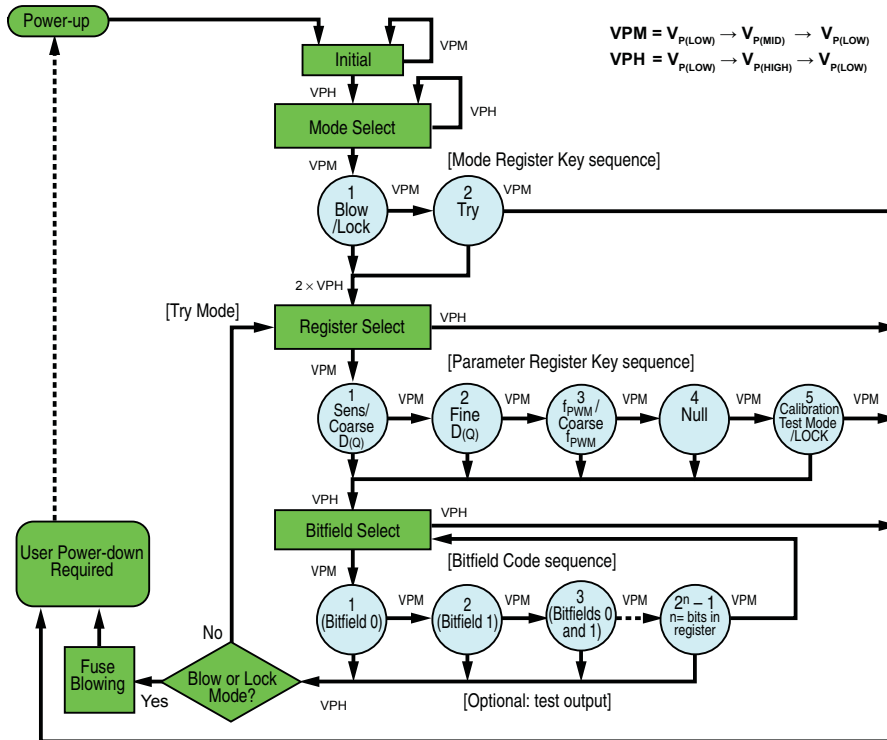 Power-up
VPM = VP(LOW) → VP(MID) → VP(LOW)
VPH = VP(LOW) → VP(HIGH) → VP(LOW)
Initial
VPM
VPH
Mode Select
VPH
VPM
[Mode Register Key sequence]
1
Blow
/Lock
VPM
2
Try
VPM
2 × VPH
[Try Mode]
Register Select
VPH
VPM
[Parameter Register Key sequence]
1
Sens/
Coarse
D(Q)
VPM
2
Fine
D(Q)
VPM
3
fPWM /
Coarse
fPWM
VPM
4
Null
VPM
5
Calibration
Test Mode
/LOCK
VPM
VPH
Bitfield Select
VPH
VPM
[Bitfield Code sequence]
User Power-down
Required
1
(Bitfield 0)
VPM
2
(Bitfield 1)
VPM
3
(Bitfields 0
and 1)
VPM
2ⁿ – 1
n= bits in
register
VPM
No
Fuse
Blowing
Yes
Blow or Lock
Mode?
VPH
[Optional: test output]